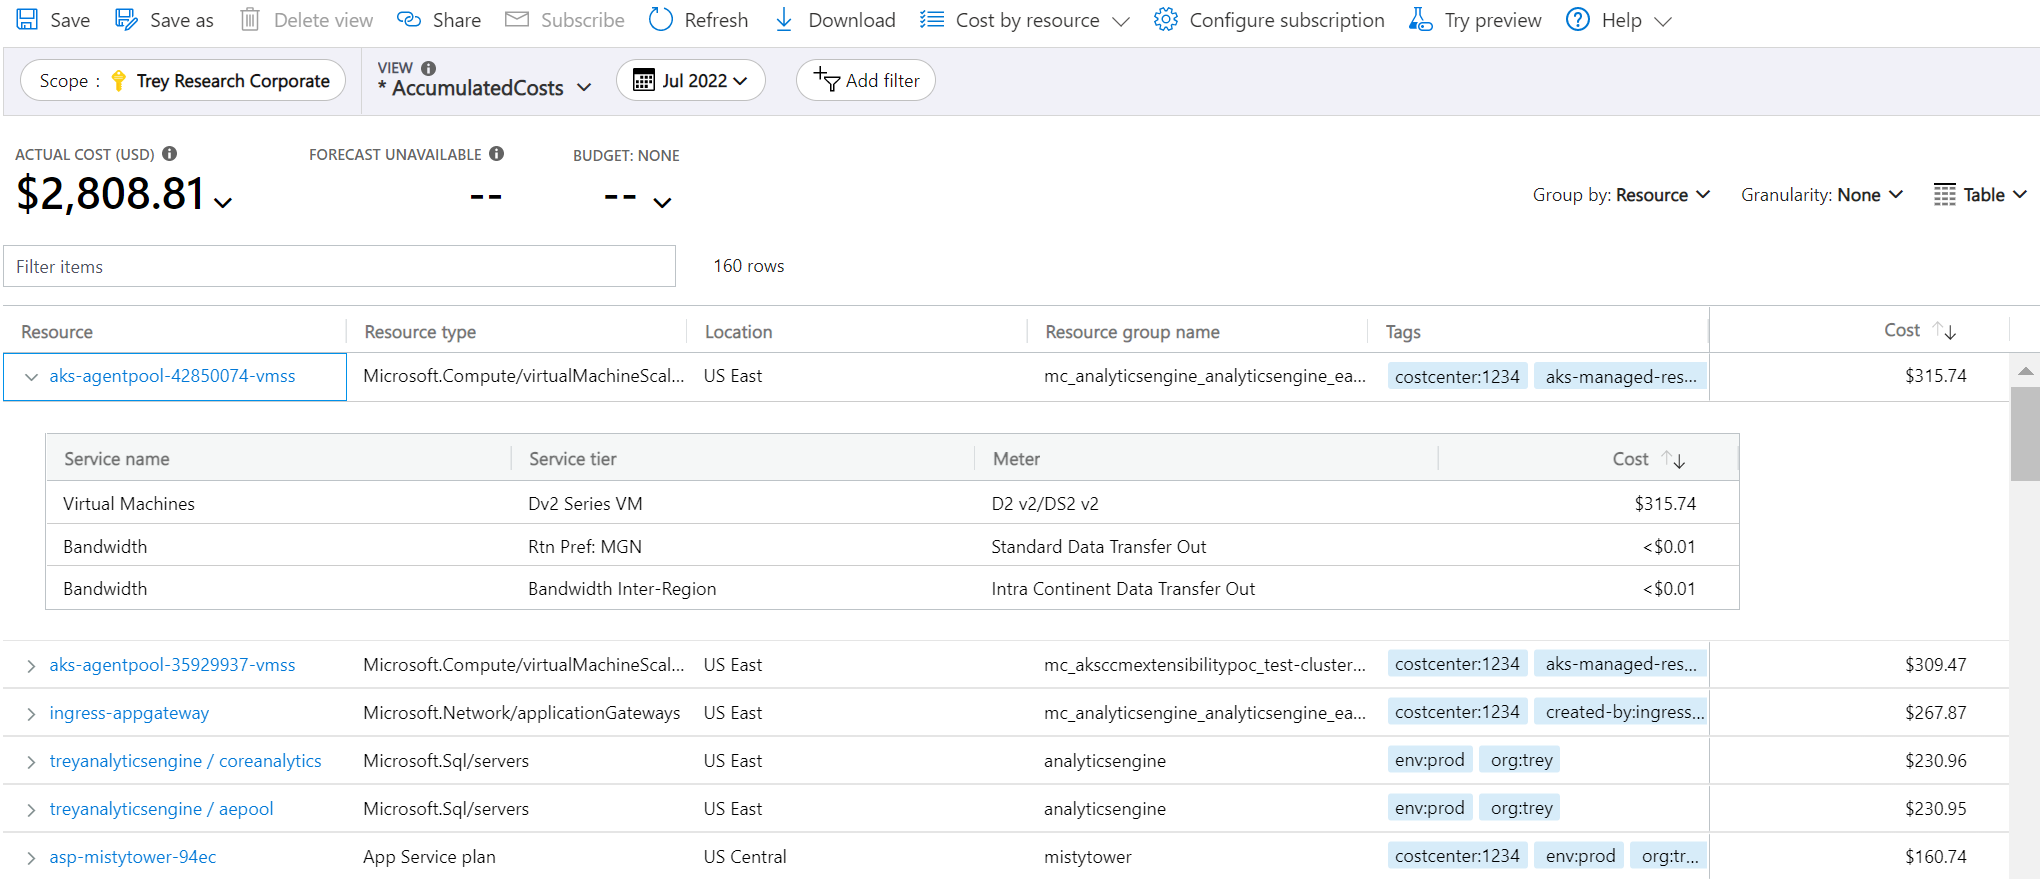 Save Save as Delete view Share Subscribe Refresh Download Cost by resource Configure subscription Try preview Help
Scope : Trey Research Corporate VIEW * AccumulatedCosts Jul 2022 Add filter
ACTUAL COST (USD) FORECAST UNAVAILABLE BUDGET: NONE
$2,808.81 -- --
Group by: Resource Granularity: None Table
Filter items 160 rows
Resource Resource type Location Resource group name Tags Cost
aks-agentpool-42850074-vmss Microsoft.Compute/virtualMachineScal... US East mc_analyticsengine_analyticsengine_ea... costcenter:1234 aks-managed-res... $315.74
Service name Service tier Meter Cost
Virtual Machines Dv2 Series VM D2 v2/DS2 v2 $315.74
Bandwidth Rtn Pref: MGN Standard Data Transfer Out <$0.01
Bandwidth Bandwidth Inter-Region Intra Continent Data Transfer Out <$0.01
aks-agentpool-35929937-vmss Microsoft.Compute/virtualMachineScal... US East mc_aksccmextensibilitypoc_test-cluster... costcenter:1234 aks-managed-res... $309.47
ingress-appgateway Microsoft.Network/applicationGateways US East mc_analyticsengine_analyticsengine_ea... costcenter:1234 created-by:ingress... $267.87
treyanalyticsengine / coreanalytics Microsoft.Sql/servers US East analyticsengine env:prod org:trey $230.96
treyanalyticsengine / aepool Microsoft.Sql/servers US East analyticsengine env:prod org:trey $230.95
asp-mistytower-94ec App Service plan US Central mistytower costcenter:1234 env:prod org:tr... $160.74